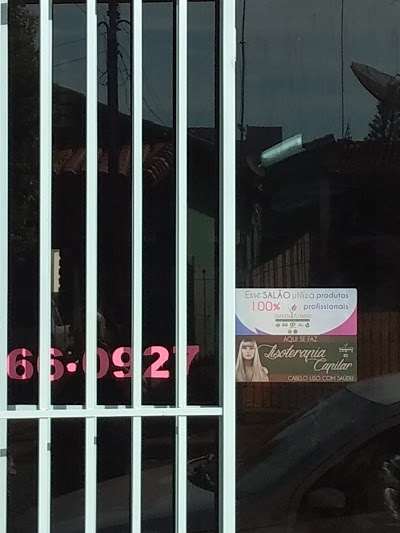 Esse SALÃO utiliza produtos
100% profissionais
AQUI SE FAZ
Lisoterapia
Capilar
CABELO LISO COM SAÚDE
66-0927